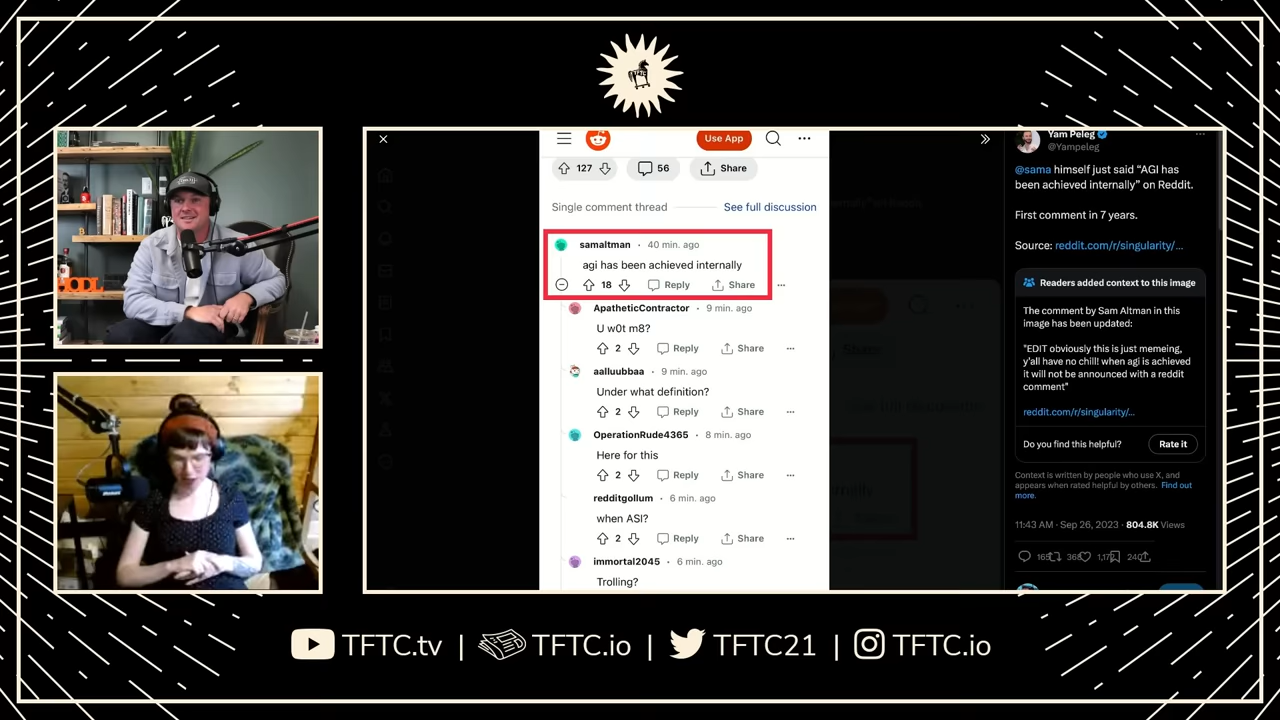 TFTC
Use App
127
56
Share
Single comment thread
See full discussion
samaltman · 40 min. ago
agi has been achieved internally
18 Reply Share
ApatheticContractor · 9 min. ago
U w0t m8?
2 Reply Share
aalluubbaa · 9 min. ago
Under what definition?
2 Reply Share
OperationRude4365 · 8 min. ago
Here for this
2 Reply Share
redditgollum · 6 min. ago
when ASI?
2 Reply Share
immortal2045 · 6 min. ago
Trolling?
Yam Peleg
@Yampeleg
@sama himself just said “AGI has
been achieved internally” on Reddit.
First comment in 7 years.
Source: reddit.com/r/singularity/...
Readers added context to this image
The comment by Sam Altman in this
image has been updated:
"EDIT obviously this is just memeing,
y'all have no chill! when agi is achieved
it will not be announced with a reddit
comment"
reddit.com/r/singularity/...
Do you find this helpful?
Rate it
Context is written by people who use X, and
appears when rated helpful by others. Find out
more.
11:43 AM · Sep 26, 2023 · 804.8K Views
TFTC.tv | TFTC.io | TFTC21 | TFTC.io